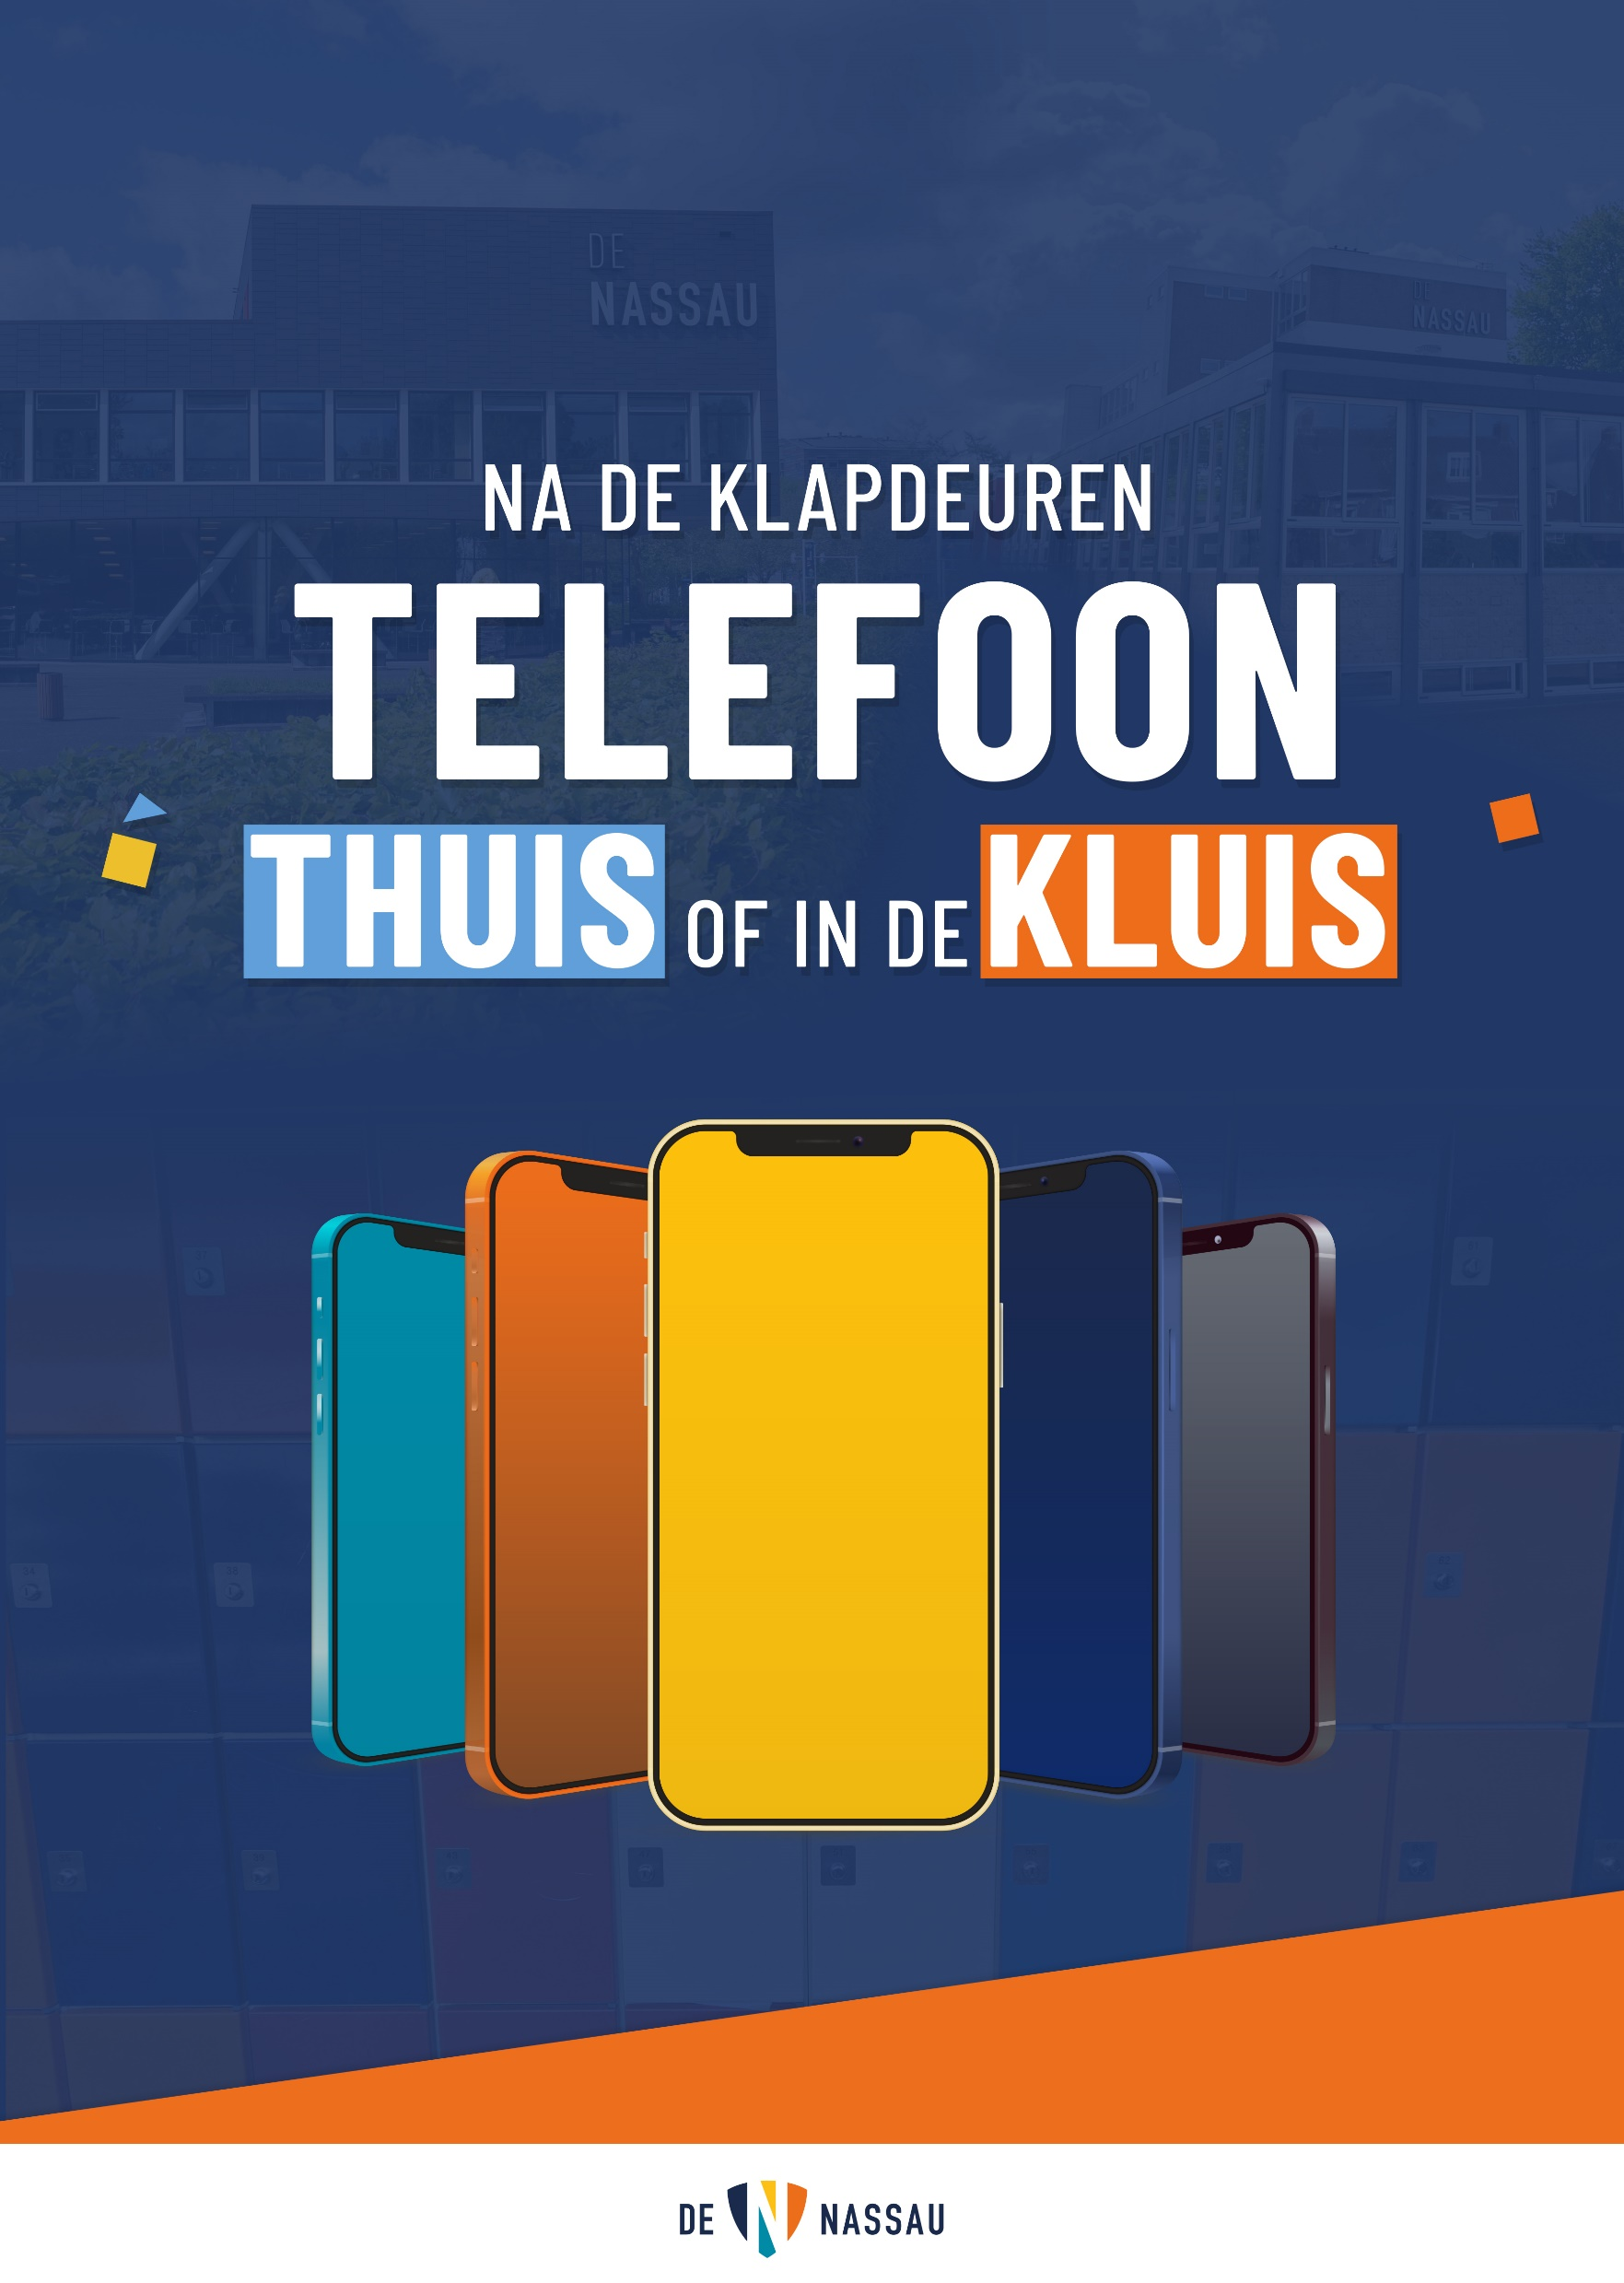 DE
NASSAU
DE
NASSAU
NA DE KLAPDEUREN
TELEFOON
THUIS OF IN DE KLUIS
DE NASSAU